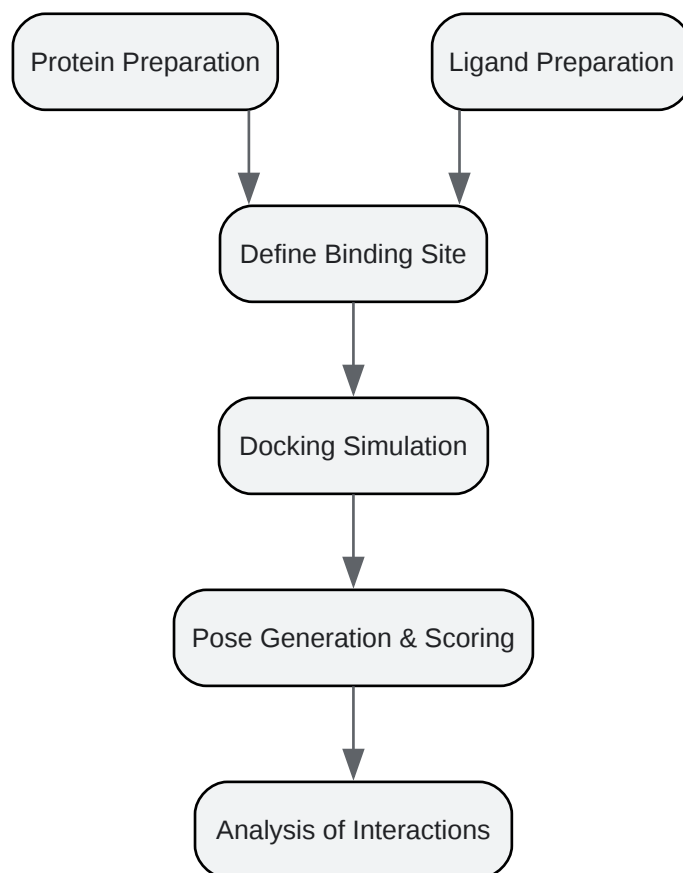 Protein Preparation
Ligand Preparation
Define Binding Site
Docking Simulation
Pose Generation & Scoring
Analysis of Interactions